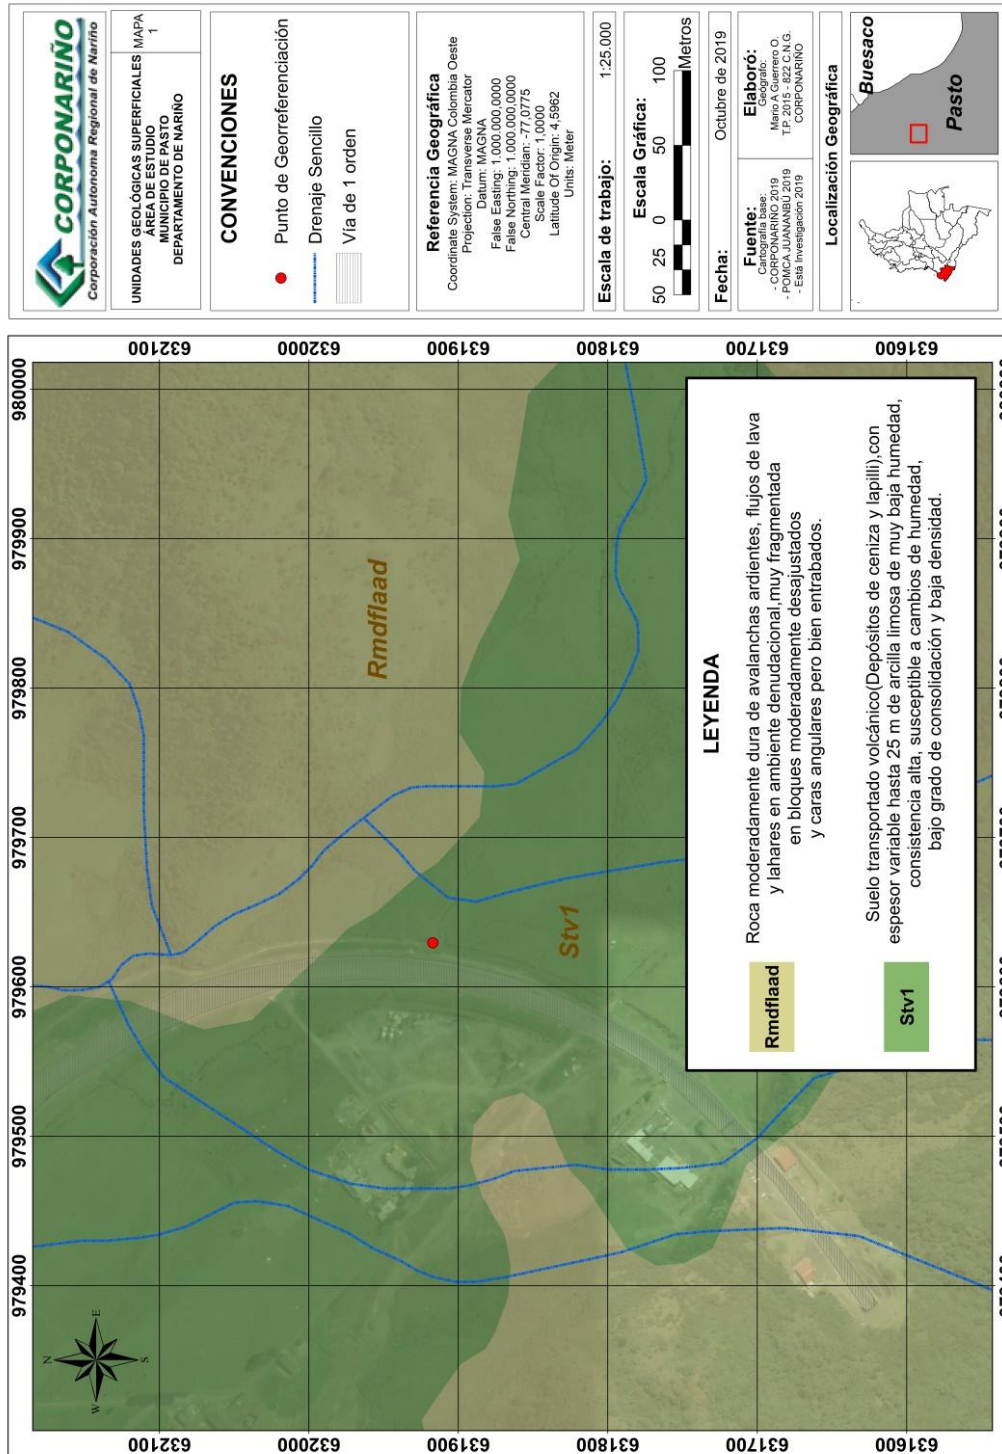 CORPONARIÑO
Corporación Autonoma Regional de Nariño
UNIDADES GEOLÓGICAS SUPERFICIALES
ÁREA DE ESTUDIO
MUNICIPIO DE PASTO
DEPARTAMENTO DE NARIÑO
MAPA
1
CONVENCIONES
Punto de Georreferenciación
Drenaje Sencillo
Vía de 1 orden
Referencia Geográfica
Coordinate System: MAGNA Colombia Oeste
Projection: Transverse Mercator
Datum: MAGNA
False Easting: 1.000.000,0000
False Northing: 1.000.000,0000
Central Meridian: -77,0775
Scale Factor: 1,0000
Latitude Of Origin: 4,5962
Units: Meter
Escala de trabajo: 1:25.000
Escala Gráfica:
50 25 0 50 100
Metros
Fecha: Octubre de 2019
Fuente:
Cartografía base:
- CORPONARIÑO 2019
- POMCA JUANANBÚ 2019
- Está Investigación 2019
Elaboró:
Geógrafo:
Mario A Guerrero O.
T.P. 2015 - 822 C.N.G.
CORPONARIÑO
Localización Geográfica
Buesaco
Pasto
979400 979500 979600 979700 979800 979900 980000
632100 632100
632000 632000
631900 631900
631800 631800
631700 631700
631600 631600
N
W E
S
Rmdflaad
Stv1
LEYENDA
Rmdflaad
Roca moderadamente dura de avalanchas ardientes, flujos de lava
y lahares en ambiente denudacional,muy fragmentada
en bloques moderadamente desajustados
y caras angulares pero bien entrabados.
Stv1
Suelo transportado volcánico(Depósitos de ceniza y lapilli),con
espesor variable hasta 25 m de arcilla limosa de muy baja humedad,
consistencia alta, susceptible a cambios de humedad,
bajo grado de consolidación y baja densidad.